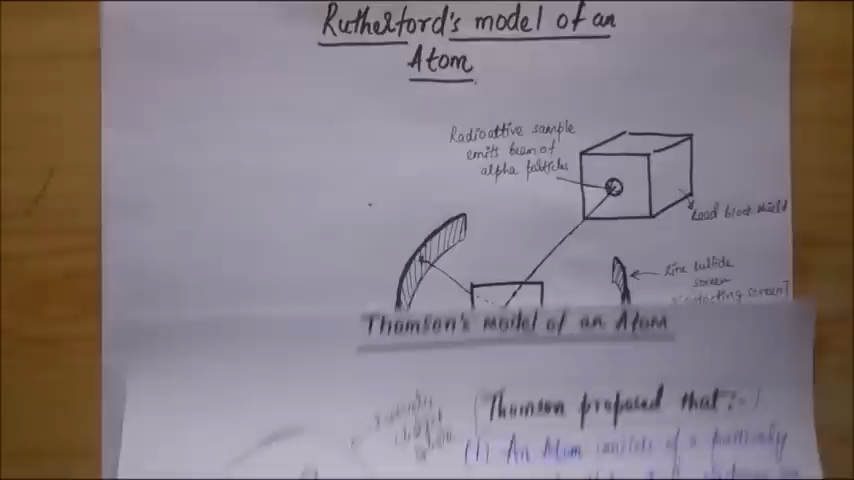 Rutherford's model of an
Atom
Radioactive sample
emits beam of
alpha particles
Lead block shield
Zinc sulfide
screen
Thomson's model of an Atom
Thomson proposed that:-
(1) An Atom consists of a positively